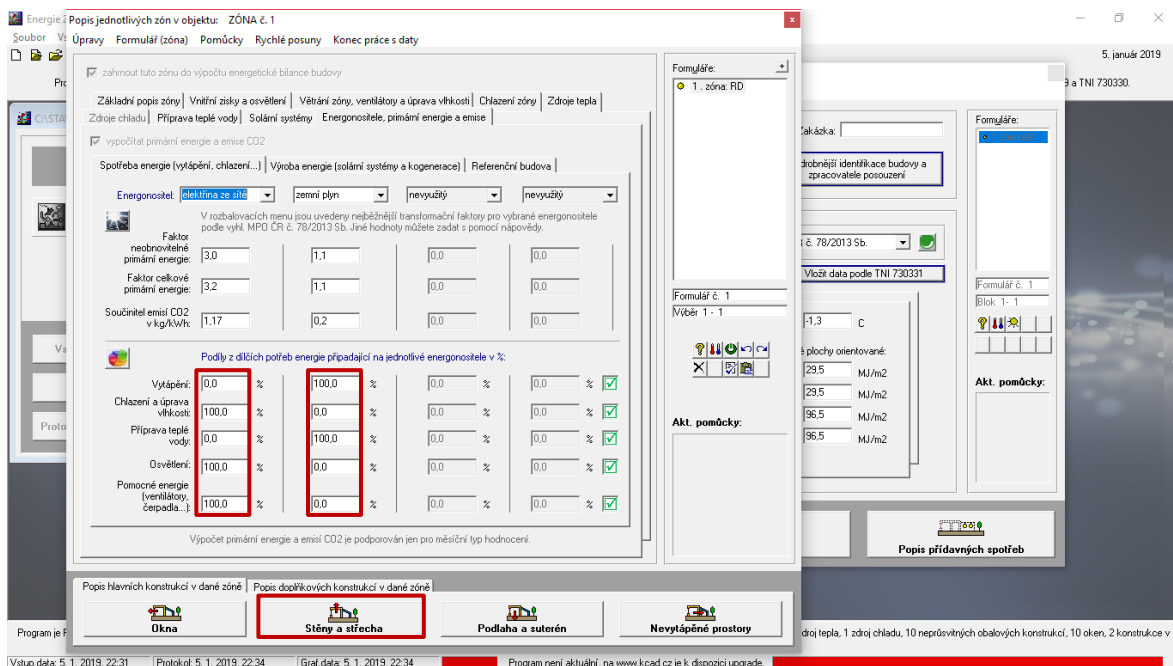 Energie
Popis jednotlivých zón v objektu: ZÓNA č. 1
x
Soubor
Úpravy Formulář (zóna) Pomůcky Rychlé posuny Konec práce s daty
5. január 2019
zahrnout tuto zónu do výpočtu energetické bilance budovy
Formuláře:
1 . zóna: RD
a TNI 730330.
Základní popis zóny Vnitřní zisky a osvětlení Větrání zóny, ventilátory a úprava vlhkosti Chlazení zóny Zdroje tepla
Zdroje chladu Příprava teplé vody Solární systémy Energonositele, primární energie a emise
C:\STA
Formuláře:
vypočítat primární energie a emise CO2
Zakázka:
Spotřeba energie (vytápění, chlazení...) Výroba energie (solární systémy a kogenerace) Referenční budova
drobnější identifikace budovy a
zpracovatele posouzení
Energonositel: elektřina ze sítě zemní plyn nevyužitý nevyužitý
V rozbalovacích menu jsou uvedeny nejběžnější transformační faktory pro vybrané energonositele
podle vyhl. MPO ČR č. 78/2013 Sb. Jiné hodnoty můžete zadat s pomocí nápovědy.
č. 78/2013 Sb.
Faktor
neobnovitelné
primární energie: 3,0 1,1 0,0 0,0
Vložit data podle TNI 730331
Faktor celkové
primární energie: 3,2 1,1 0,0 0,0
Formulář č. 1
Formulář č. 1
Blok 1- 1
Výběr 1 - 1
Součinitel emisí CO2
v kg/kWh: 1,17 0,2 0,0 0,0
-1,3 C
Podíly z dílčích potřeb energie připadající na jednotlivé energonositele v %:
plochy orientované:
29,5 MJ/m2
29,5 MJ/m2
96,5 MJ/m2
96,5 MJ/m2
Akt. pomůcky:
Vytápění: 0,0 % 100,0 % 0,0 % 0,0 %
Chlazení a úprava
vlhkosti: 100,0 % 0,0 % 0,0 % 0,0 %
Příprava teplé
vody: 0,0 % 100,0 % 0,0 % 0,0 %
Akt. pomůcky:
Proto
Osvětlení: 100,0 % 0,0 % 0,0 % 0,0 %
Pomocné energie
(ventilátory,
čerpadla...): 100,0 % 0,0 % 0,0 % 0,0 %
Výpočet primární energie a emisí CO2 je podporován jen pro měsíční typ hodnocení.
Popis přídavných spotřeb
Popis hlavních konstrukcí v dané zóně Popis doplňkových konstrukcí v dané zóně
Okna Stěny a střecha Podlaha a suterén Nevytápěné prostory
Program je
droj tepla, 1 zdroj chladu, 10 neprůsvitných obalových konstrukcí, 10 oken, 2 konstrukce v
Vstup data: 5. 1. 2019, 22:31 Protokol: 5. 1. 2019, 22:34 Graf data: 5. 1. 2019, 22:34 Program není aktuální, na www.kcad.cz je k dispozici upgrade.